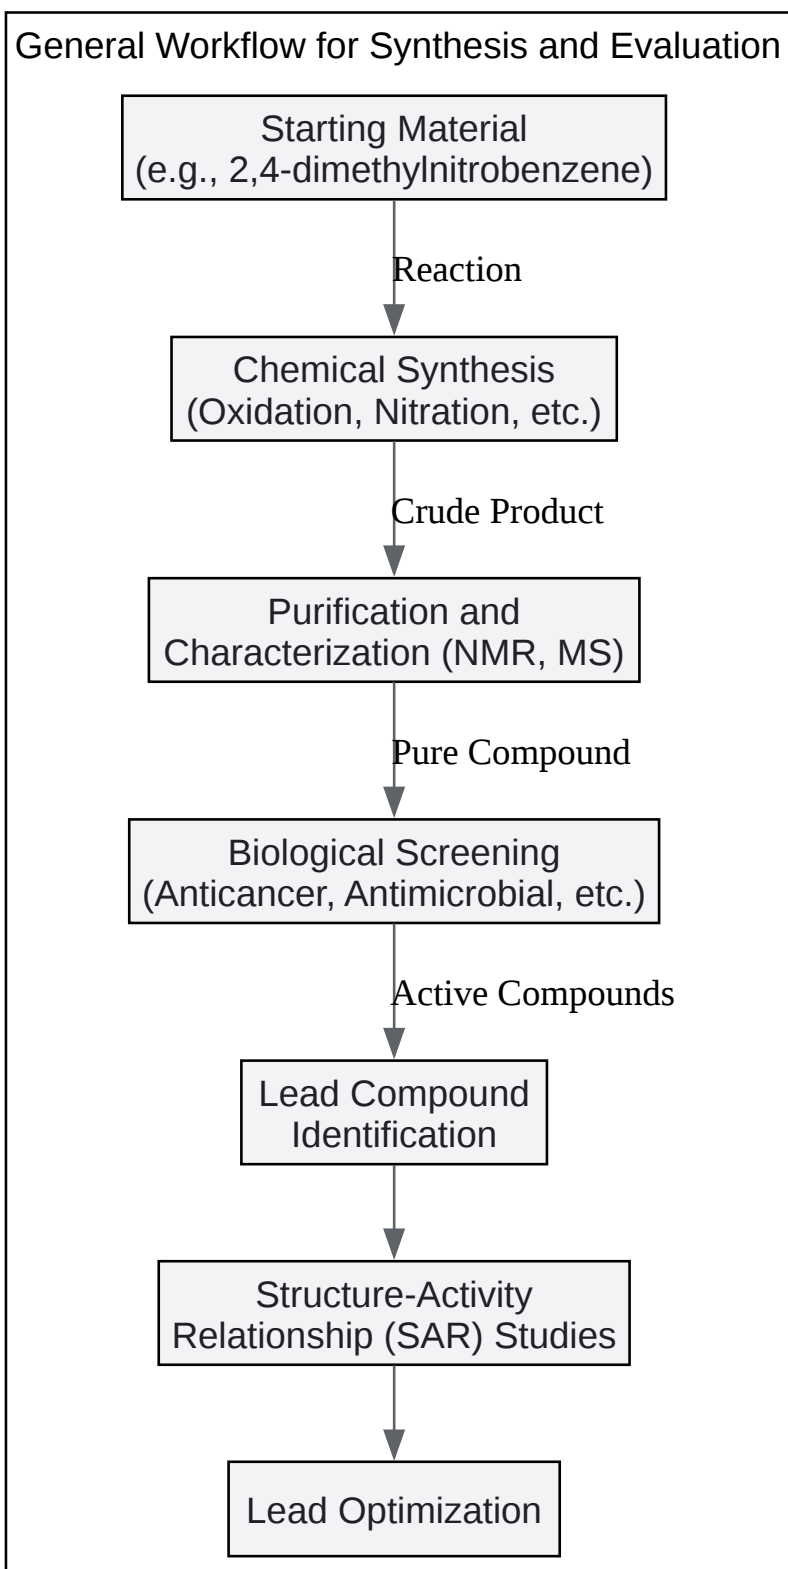 General Workflow for Synthesis and Evaluation
Starting Material
(e.g., 2,4-dimethylnitrobenzene)
Reaction
Chemical Synthesis
(Oxidation, Nitration, etc.)
Crude Product
Purification and
Characterization (NMR, MS)
Pure Compound
Biological Screening
(Anticancer, Antimicrobial, etc.)
Active Compounds
Lead Compound
Identification
Structure-Activity
Relationship (SAR) Studies
Lead Optimization